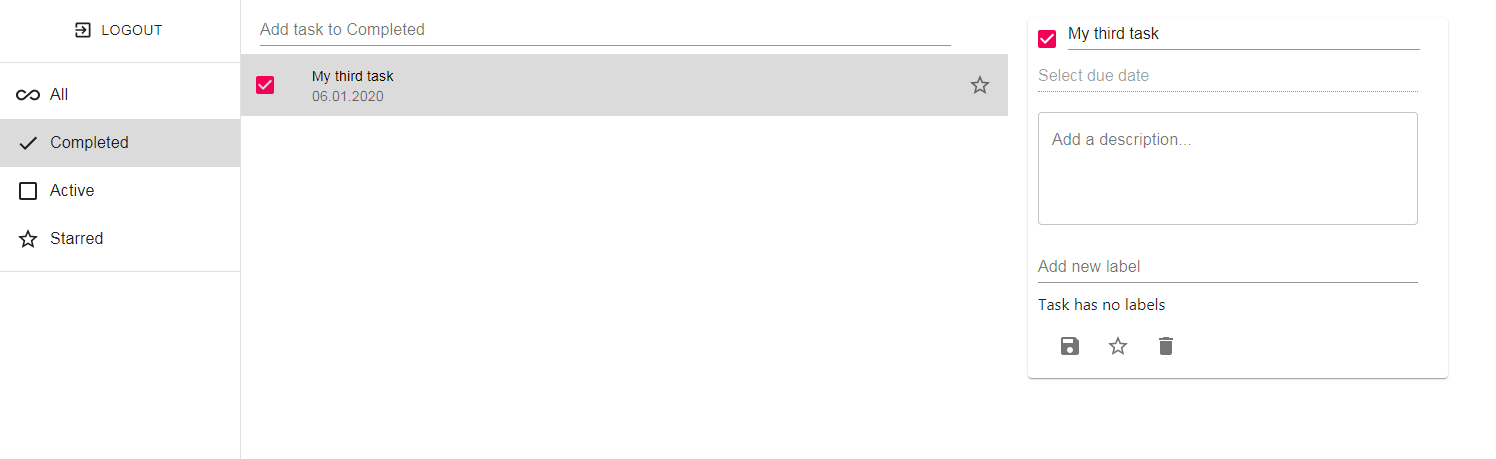 LOGOUT
All
Completed
Active
Starred
Add task to Completed
My third task
06.01.2020
My third task
Select due date
Add a description...
Add new label
Task has no labels